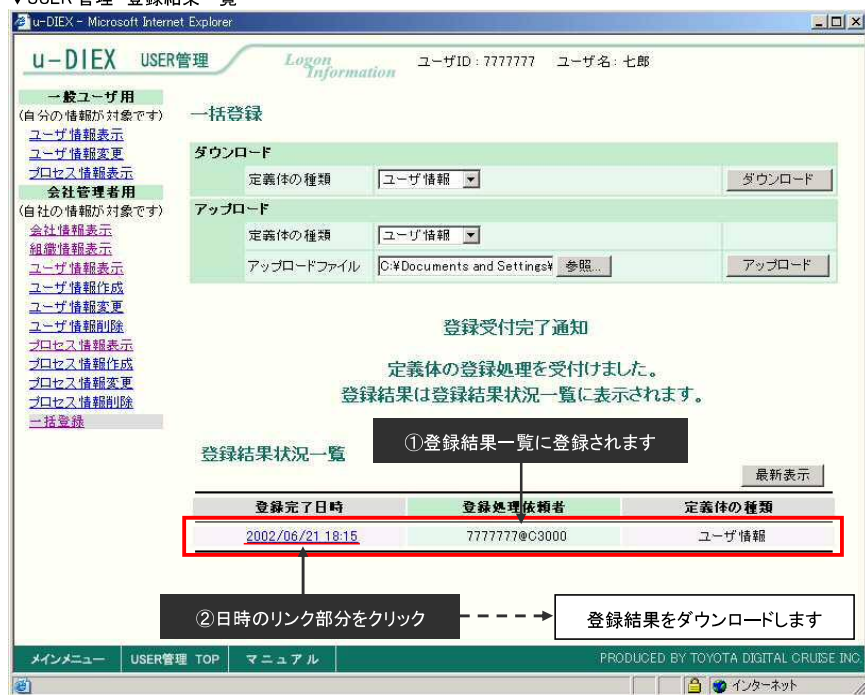 ▼USER 管理 登録結果一覧
u-DIEX - Microsoft Internet Explorer
u-DIEX USER管理
Logon Information
ユーザID : 7777777 ユーザ名 : 七郎
一般ユーザ用
(自分の情報が対象です)
ユーザ情報表示
ユーザ情報変更
プロセス情報表示
会社管理者用
(自社の情報が対象です)
会社情報表示
組織情報表示
ユーザ情報表示
ユーザ情報作成
ユーザ情報変更
ユーザ情報削除
プロセス情報表示
プロセス情報作成
プロセス情報変更
プロセス情報削除
一括登録
一括登録
ダウンロード
定義体の種類 ユーザ情報 ダウンロード
アップロード
定義体の種類 ユーザ情報
アップロードファイル C:¥Documents and Settings¥ 参照... アップロード
登録受付完了通知
定義体の登録処理を受付けました。
登録結果は登録結果状況一覧に表示されます。
①登録結果一覧に登録されます
登録結果状況一覧
最新表示
登録完了日時 登録処理依頼者 定義体の種類
2002/06/21 18:15 7777777@C3000 ユーザ情報
②日時のリンク部分をクリック 登録結果をダウンロードします
メインメニュー USER管理 TOP マニュアル PRODUCED BY TOYOTA DIGITAL CRUISE INC.
インターネット